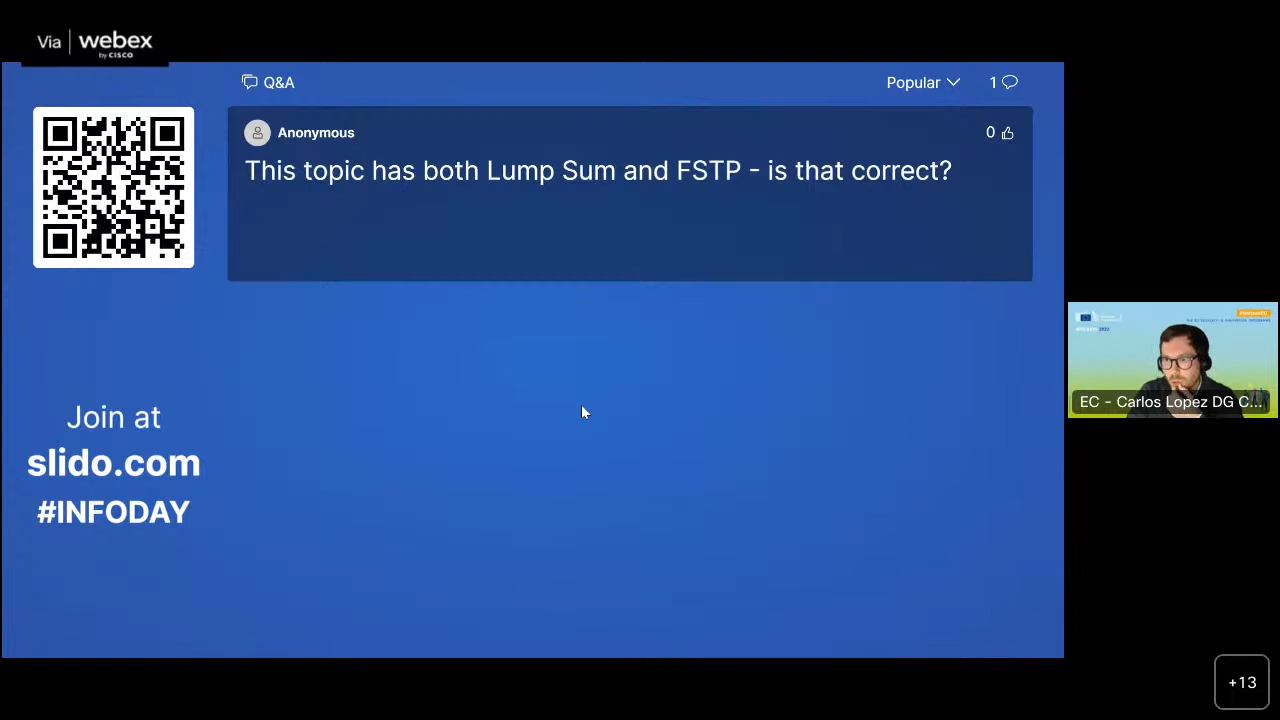 Via webex
by CISCO
Q&A
Popular
1
Anonymous
0
This topic has both Lump Sum and FSTP - is that correct?
Join at
slido.com
#INFODAY
EC - Carlos Lopez DG C...
+13